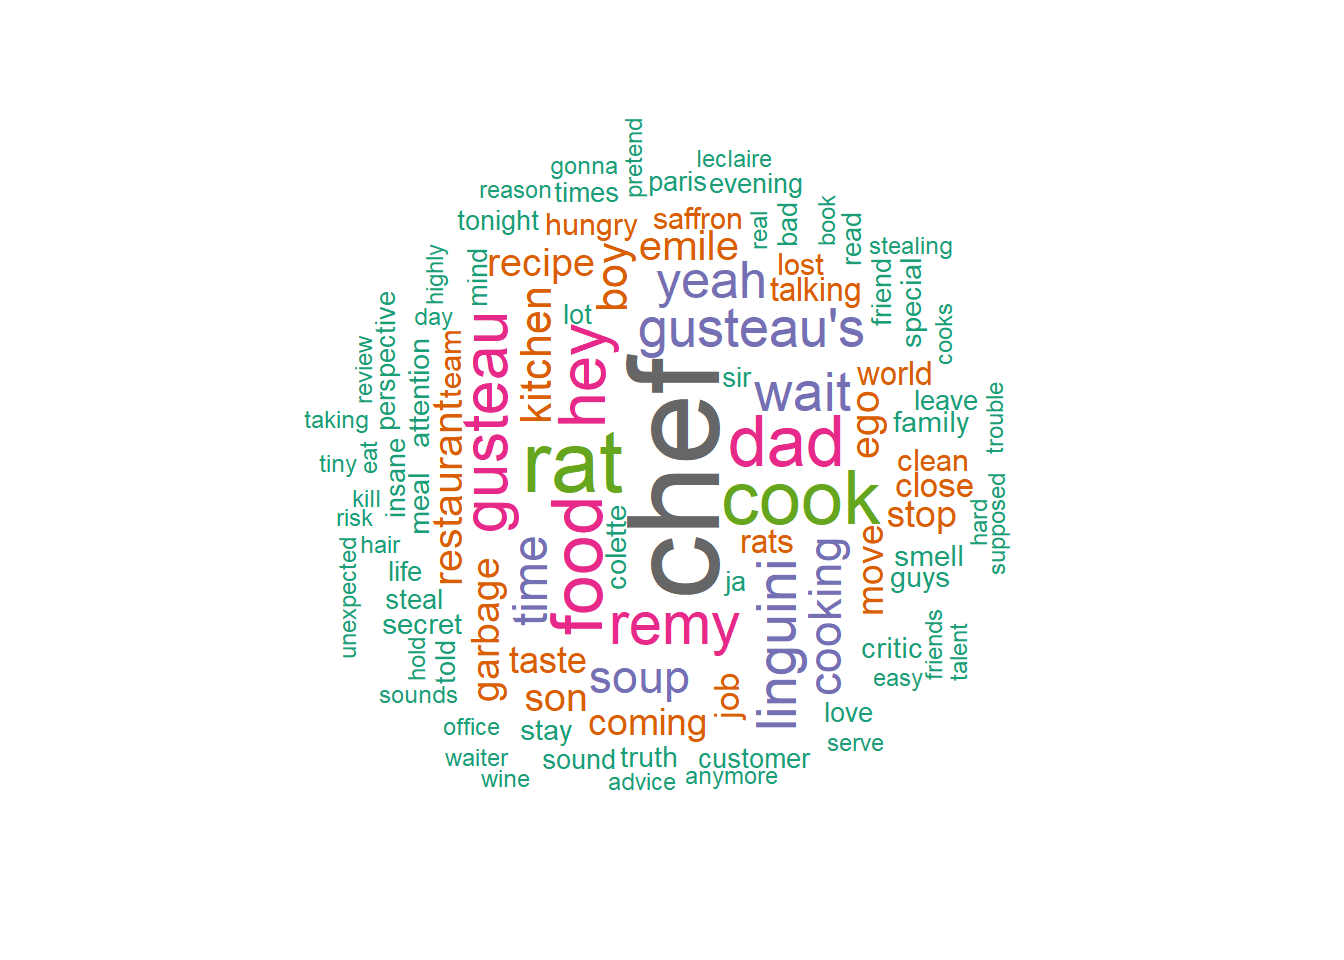 pretend
leclaire
gonna
paris
evening
reason
times
tonight
hungry
saffron
real
bad
book
read
stealing
highly
mind
recipe
boy
emile
yeah
lost
talking
friend
special
cooks
day
lot
perspective
review
attention
team
restaurant
gusteau
kitchen
hey
gusteau's
chef
sir
wait
world
ego
leave
family
trouble
taking
tiny
eat
insane
meal
rat
dad
cook
clean
close
stop
kill
risk
hair
hard
supposed
unexpected
life
steal
secret
garbage
time
food
colette
rats
ja
linguini
cooking
move
smell
guys
remy
hold
told
sounds
taste
son
soup
coming
job
critic
easy
friends
talent
love
serve
office
stay
waiter
wine
sound
truth
customer
advice
anymore